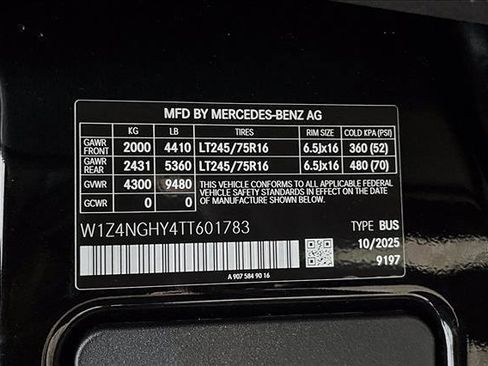 MFD BY MERCEDES-BENZ AG
KG LB TIRES RIM SIZE COLD KPA (PSI)
GAWR FRONT 2000 4410 LT245/75R16 6.5Jx16 360 (52)
GAWR REAR 2431 5360 LT245/75R16 6.5Jx16 480 (70)
GVWR 4300 9480 THIS VEHICLE CONFORMS TO ALL APPLICABLE FEDERAL
VEHICLE SAFETY STANDARDS IN EFFECT ON THE DATE
GCWR 0 0 OF MANUFACTURE SHOWN ABOVE.
W1Z4NGHY4TT601783 TYPE BUS
10/2025
9197
A 907 584 90 16